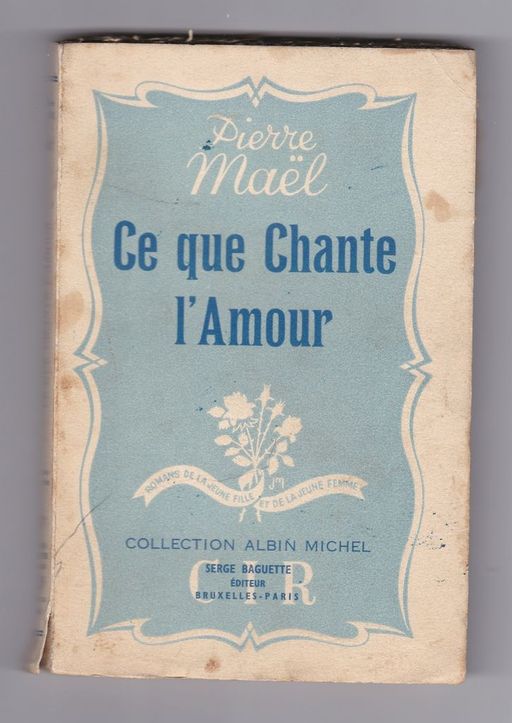 Pierre
Maël
Ce que Chante
l'Amour
ROMANS DE LA JEUNE FILLE ET DE LA JEUNE FEMME
JM
COLLECTION ALBIN MICHEL
SERGE BAGUETTE
ÉDITEUR
BRUXELLES-PARIS